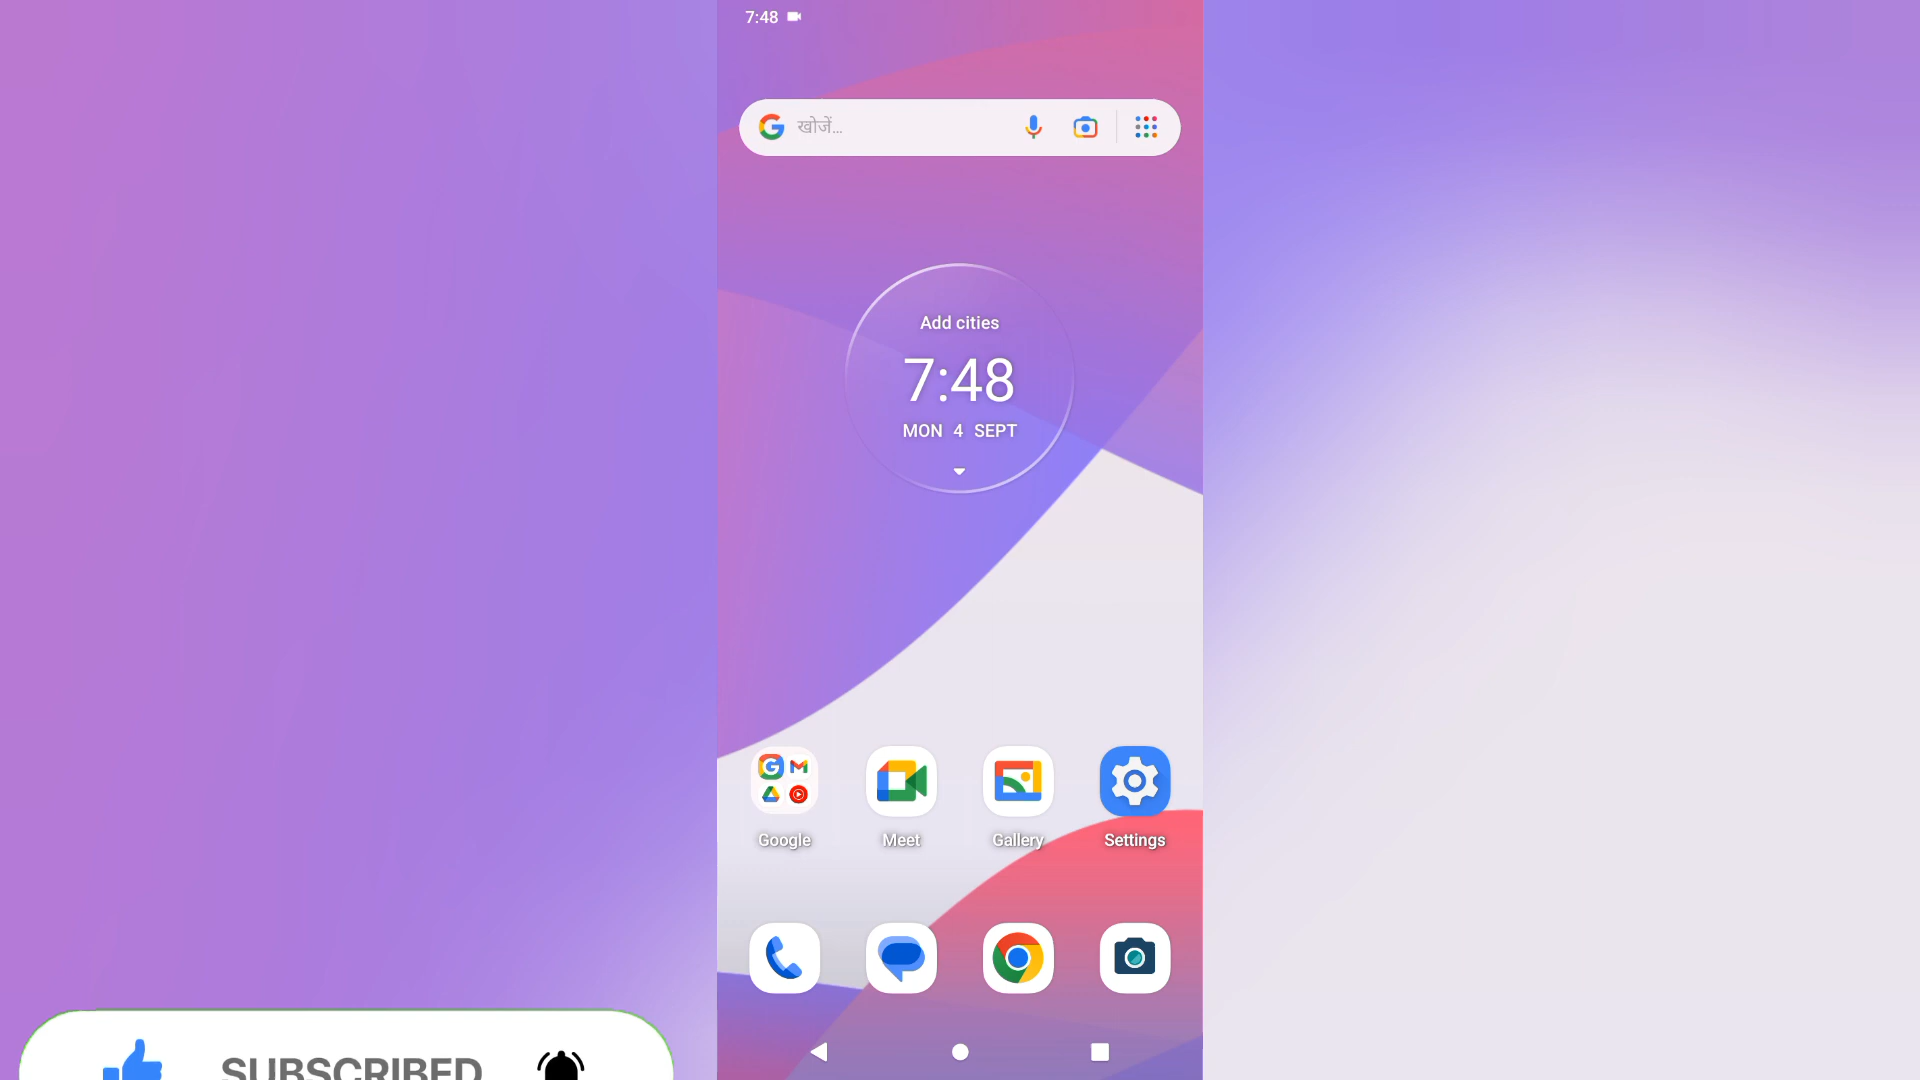 7:48
खोजें...
Add cities
7:48
MON 4 SEPT
Google Meet Gallery Settings
SUBSCRIBED